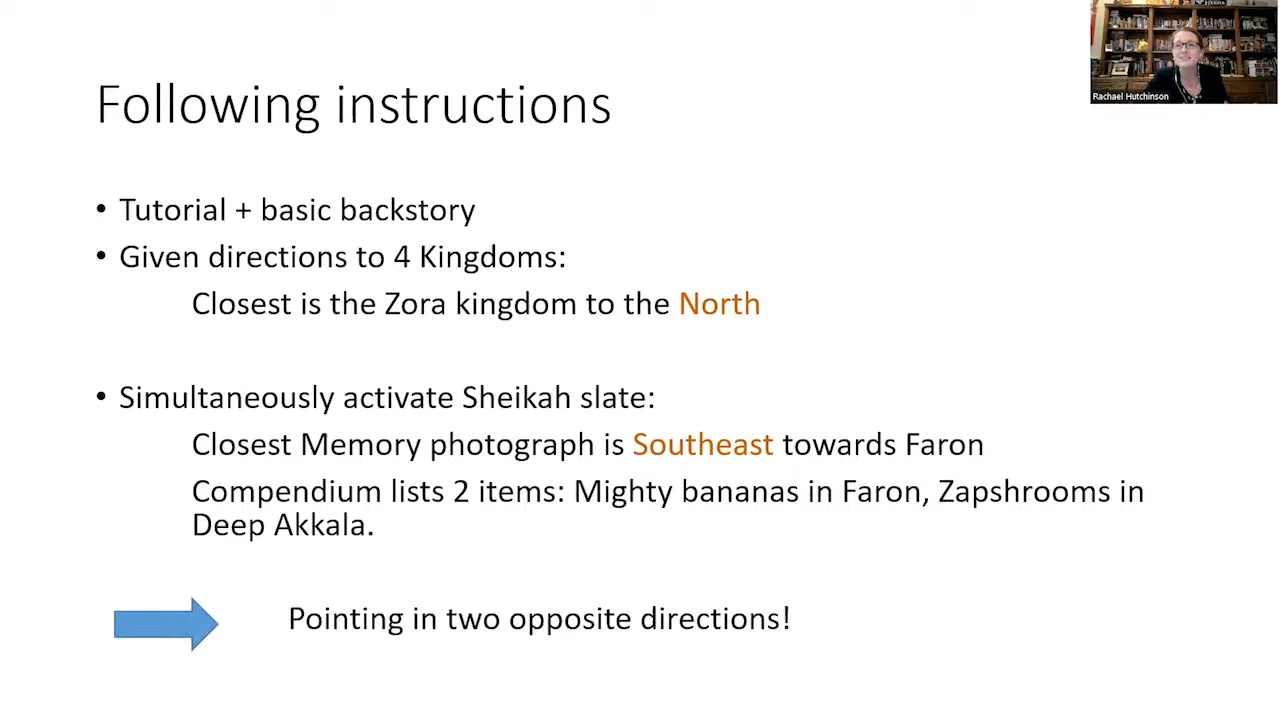 Rachael Hutchinson
Following instructions
• Tutorial + basic backstory
• Given directions to 4 Kingdoms:
Closest is the Zora kingdom to the North
• Simultaneously activate Sheikah slate:
Closest Memory photograph is Southeast towards Faron
Compendium lists 2 items: Mighty bananas in Faron, Zapshrooms in
Deep Akkala.
Pointing in two opposite directions!